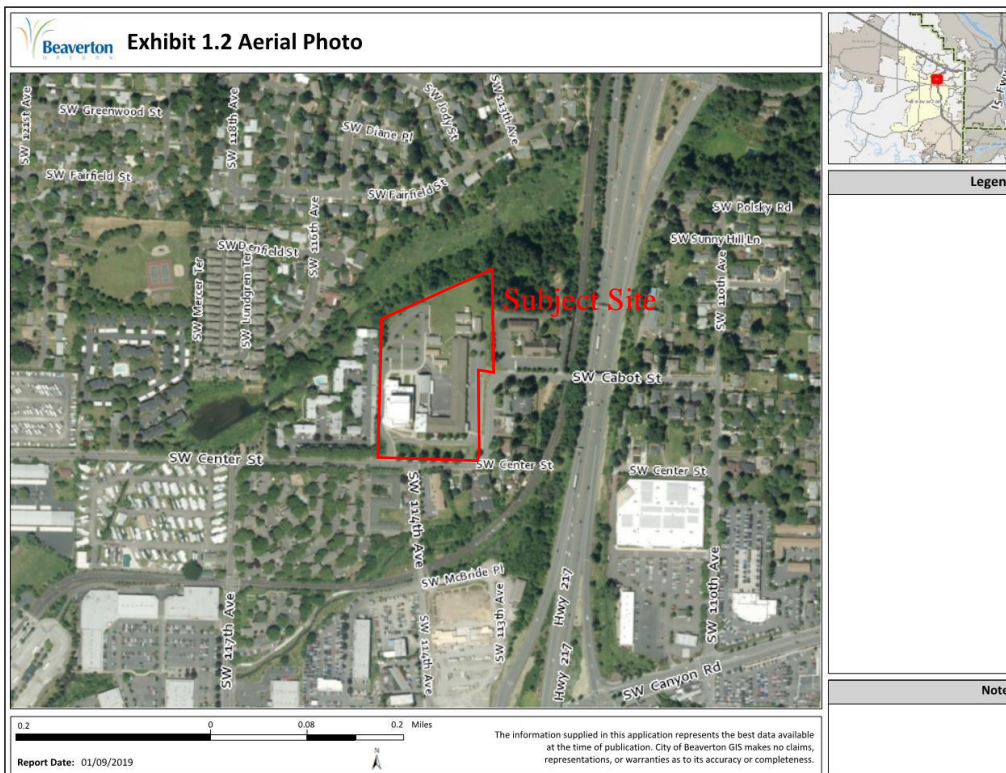 Beaverton
OREGON
Exhibit 1.2 Aerial Photo
SW 121st Ave
SW Greenwood St
SW 118th Ave
SW Jody St
SW 113th Ave
SW Diane Pl
SW Fairfield St
SW Fairfield St
SW Polsky Rd
SW Denfield St
SW 116th Ave
SW Sunny Hill Ln
SW Mercer Ter
SW Lundgren Ter
SW 110th Ave
Subject Site
SW Cabot St
SW Center St
SW Center St
SW Center St
SW 114th Ave
SW McBride Pl
SW 117th Ave
SW 114th Ave
SW 113th Ave
Hwy 217
Hwy 217
SW 110th Ave
SW Canyon Rd
Legen
Note
0.2 0 0.08 0.2 Miles
N
Report Date: 01/09/2019
The information supplied in this application represents the best data available
at the time of publication. City of Beaverton GIS makes no claims,
representations, or warranties as to its accuracy or completeness.